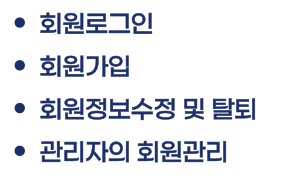 • 회원로그인
• 회원가입
• 회원정보수정 및 탈퇴
• 관리자의 회원관리